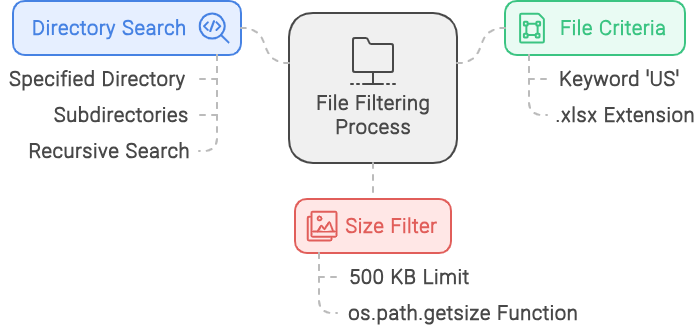 Directory Search
Specified Directory
Subdirectories
Recursive Search
File Filtering
Process
File Criteria
Keyword 'US'
.xlsx Extension
Size Filter
500 KB Limit
os.path.getsize Function